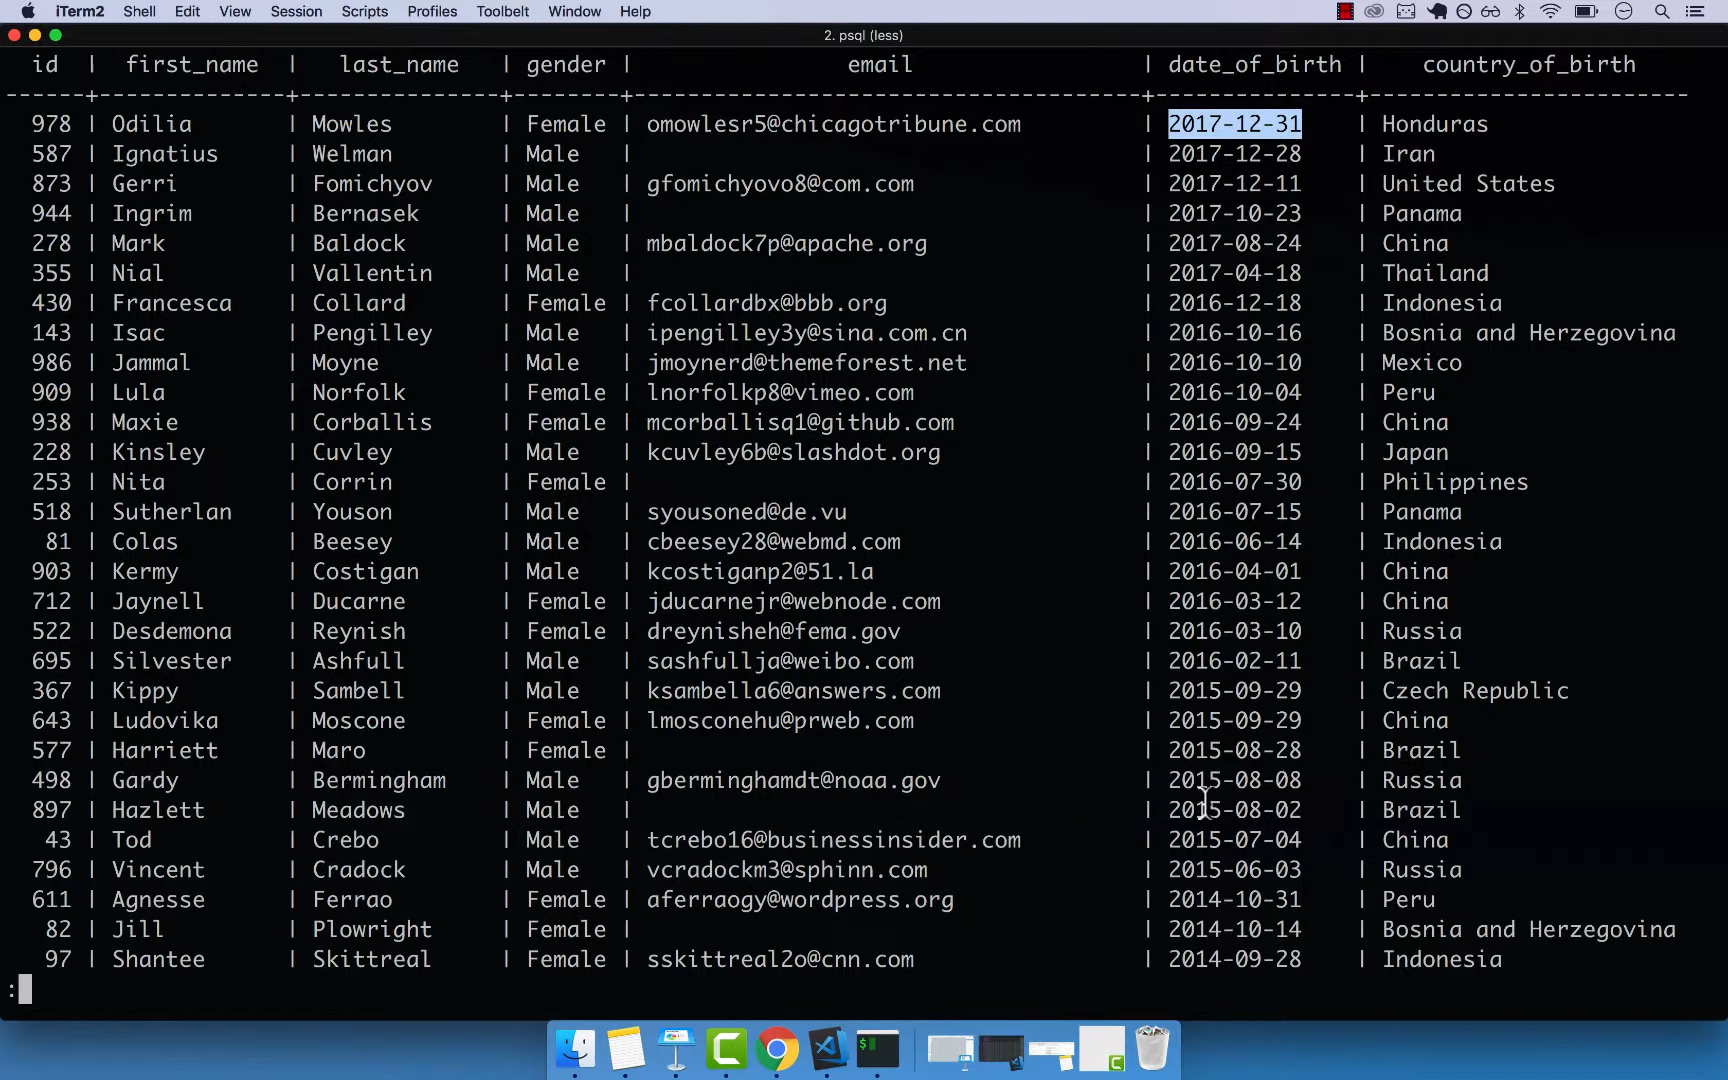 iTerm2 Shell Edit View Session Scripts Profiles Toolbelt Window Help
2. psql (less)
id | first_name | last_name | gender | email | date_of_birth | country_of_birth
------+--------------+---------------+--------+---------------------------------------+---------------+------------------------
978 | Odilia | Mowles | Female | omowlesr5@chicagotribune.com | 2017-12-31 | Honduras
587 | Ignatius | Welman | Male | | 2017-12-28 | Iran
873 | Gerri | Fomichyov | Male | gfomichyovo8@com.com | 2017-12-11 | United States
944 | Ingrim | Bernasek | Male | | 2017-10-23 | Panama
278 | Mark | Baldock | Male | mbaldock7p@apache.org | 2017-08-24 | China
355 | Nial | Vallentin | Male | | 2017-04-18 | Thailand
430 | Francesca | Collard | Female | fcollardbx@bbb.org | 2016-12-18 | Indonesia
143 | Isac | Pengilley | Male | ipengilley3y@sina.com.cn | 2016-10-16 | Bosnia and Herzegovina
986 | Jammal | Moyne | Male | jmoynerd@themeforest.net | 2016-10-10 | Mexico
909 | Lula | Norfolk | Female | lnorfolkp8@vimeo.com | 2016-10-04 | Peru
938 | Maxie | Corballis | Female | mcorballisq1@github.com | 2016-09-24 | China
228 | Kinsley | Cuvley | Male | kcuvley6b@slashdot.org | 2016-09-15 | Japan
253 | Nita | Corrin | Female | | 2016-07-30 | Philippines
518 | Sutherlan | Youson | Male | syousoned@de.vu | 2016-07-15 | Panama
81 | Colas | Beesey | Male | cbeesey28@webmd.com | 2016-06-14 | Indonesia
903 | Kermy | Costigan | Male | kcostiganp2@51.la | 2016-04-01 | China
712 | Jaynell | Ducarne | Female | jducarnejr@webnode.com | 2016-03-12 | China
522 | Desdemona | Reynish | Female | dreynisheh@fema.gov | 2016-03-10 | Russia
695 | Silvester | Ashfull | Male | sashfullja@weibo.com | 2016-02-11 | Brazil
367 | Kippy | Sambell | Male | ksambella6@answers.com | 2015-09-29 | Czech Republic
643 | Ludovika | Moscone | Female | lmosconehu@prweb.com | 2015-09-29 | China
577 | Harriett | Maro | Female | | 2015-08-28 | Brazil
498 | Gardy | Bermingham | Male | gberminghamdt@noaa.gov | 2015-08-08 | Russia
897 | Hazlett | Meadows | Male | | 2015-08-02 | Brazil
43 | Tod | Crebo | Male | tcrebo16@businessinsider.com | 2015-07-04 | China
796 | Vincent | Cradock | Male | vcradockm3@sphinn.com | 2015-06-03 | Russia
611 | Agnesse | Ferrao | Female | aferraogy@wordpress.org | 2014-10-31 | Peru
82 | Jill | Plowright | Female | | 2014-10-14 | Bosnia and Herzegovina
97 | Shantee | Skittreal | Female | sskittreal2o@cnn.com | 2014-09-28 | Indonesia
: